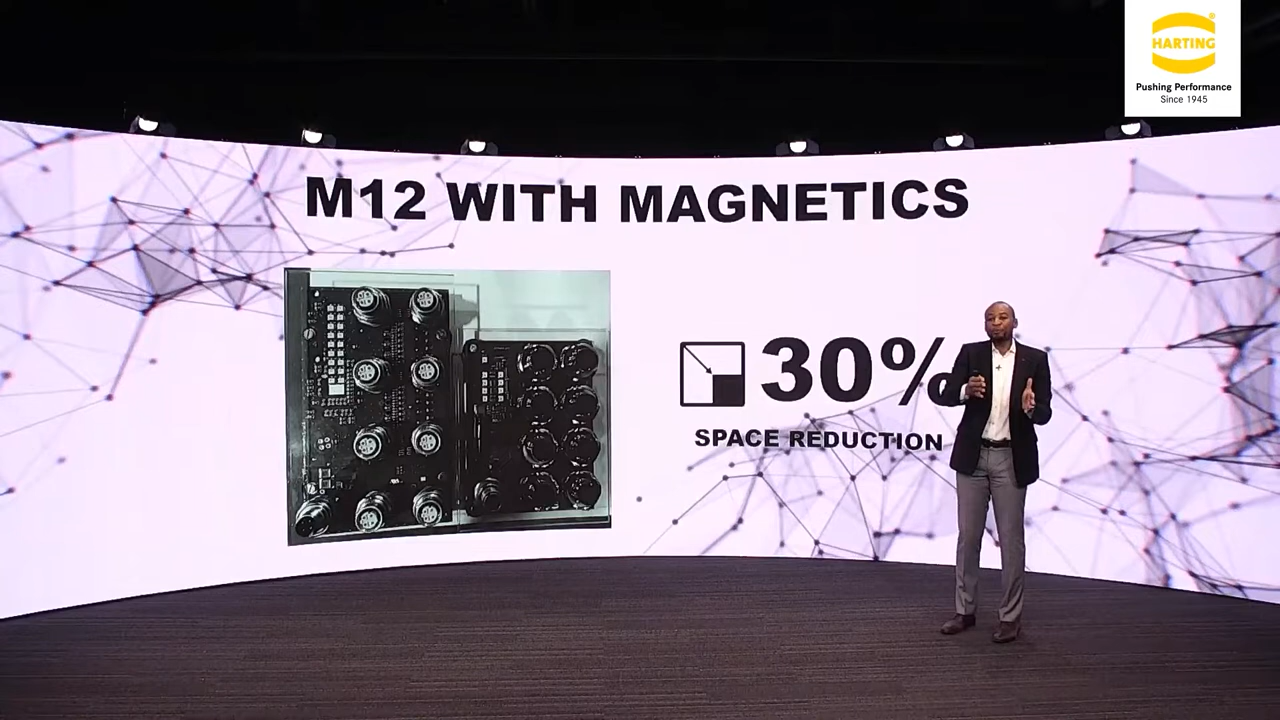 HARTING
Pushing Performance
Since 1945
M12 WITH MAGNETICS
30%
SPACE REDUCTION